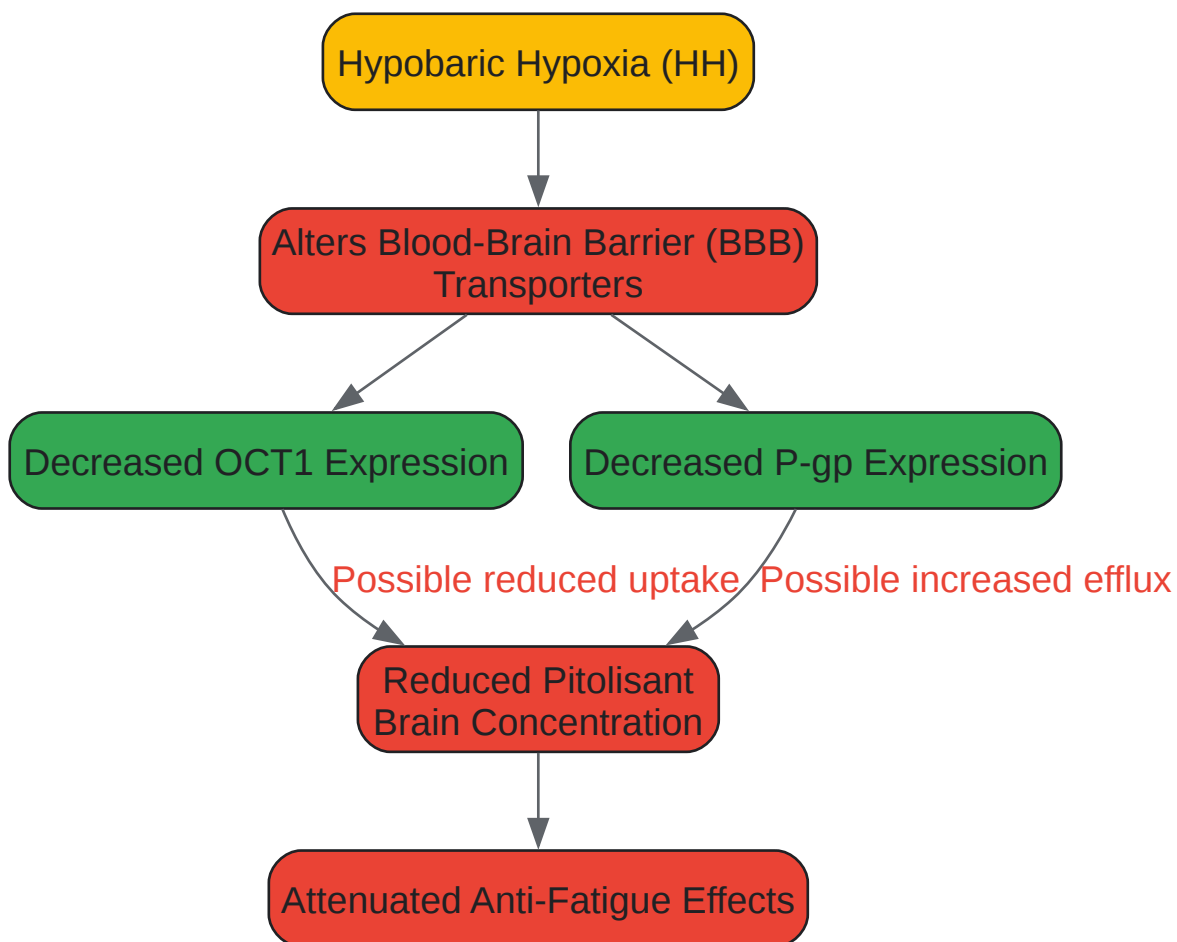 Hypobaric Hypoxia (HH)
Alters Blood-Brain Barrier (BBB)
Transporters
Decreased OCT1 Expression
Decreased P-gp Expression
Possible reduced uptake
Possible increased efflux
Reduced Pitolisant
Brain Concentration
Attenuated Anti-Fatigue Effects